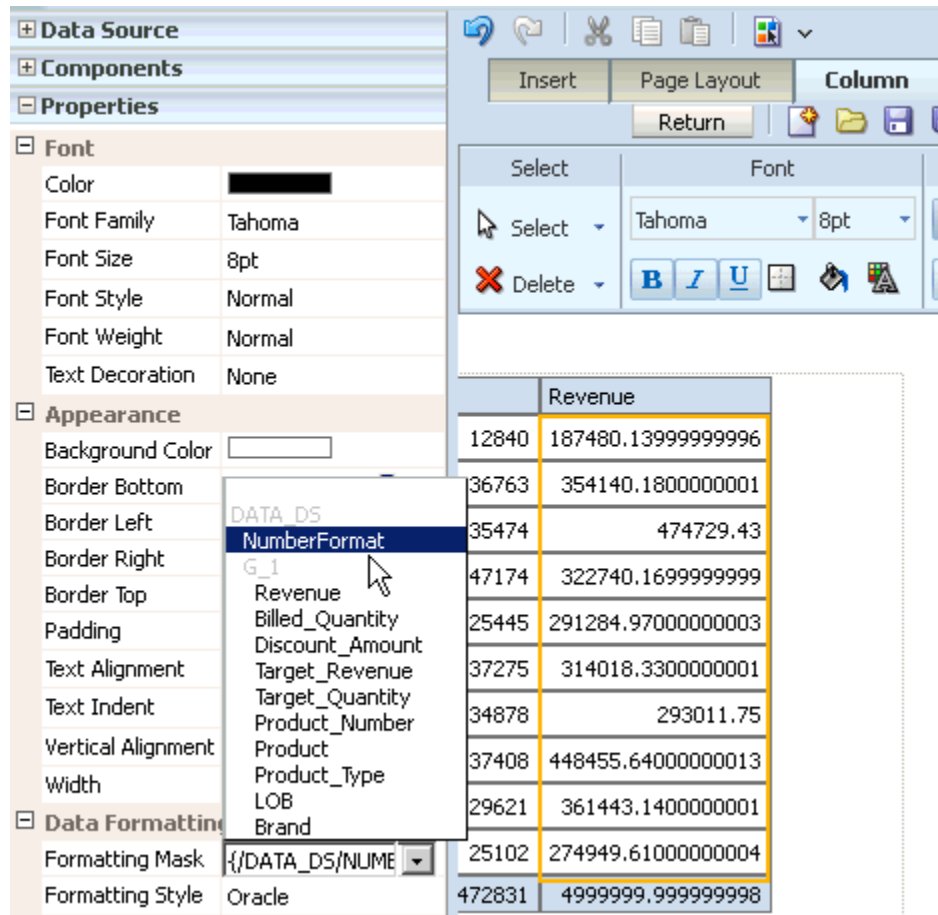 Data Source
Components
Properties
Font
Color
Font Family Tahoma
Font Size 8pt
Font Style Normal
Font Weight Normal
Text Decoration None
Appearance
Background Color
Border Bottom
Border Left
Border Right
Border Top
Padding
Text Alignment
Text Indent
Vertical Alignment
Width
Data Formatting
Formatting Mask {/DATA_DS/NUME
Formatting Style Oracle
DATA_DS
NumberFormat
G_1
Revenue
Billed_Quantity
Discount_Amount
Target_Revenue
Target_Quantity
Product_Number
Product
Product_Type
LOB
Brand
Insert Page Layout Column
Return
Select Font
Select Tahoma 8pt
Delete B I U
Revenue
12840 187480.13999999996
36763 354140.1800000001
35474 474729.43
47174 322740.1699999999
25445 291284.97000000003
37275 314018.3300000001
34878 293011.75
37408 448455.64000000013
29621 361443.1400000001
25102 274949.61000000004
472831 4999999.999999998